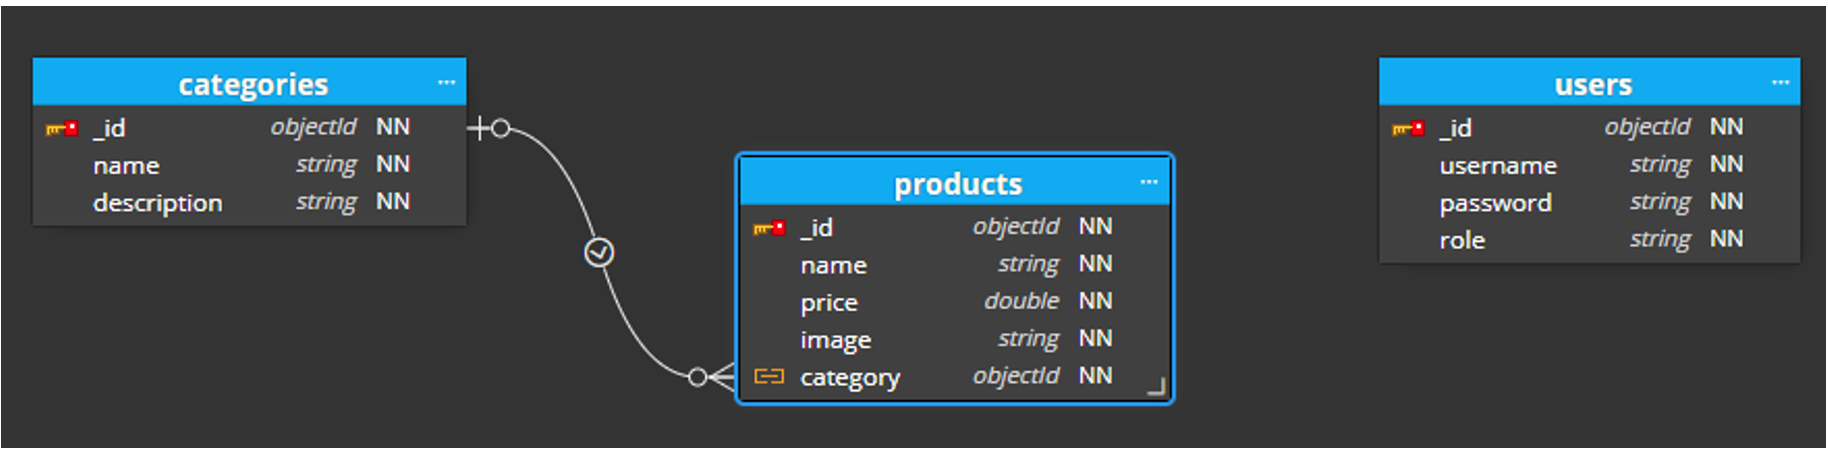 categories ...
_id objectId NN
name string NN
description string NN
products ...
_id objectId NN
name string NN
price double NN
image string NN
category objectId NN
users ...
_id objectId NN
username string NN
password string NN
role string NN